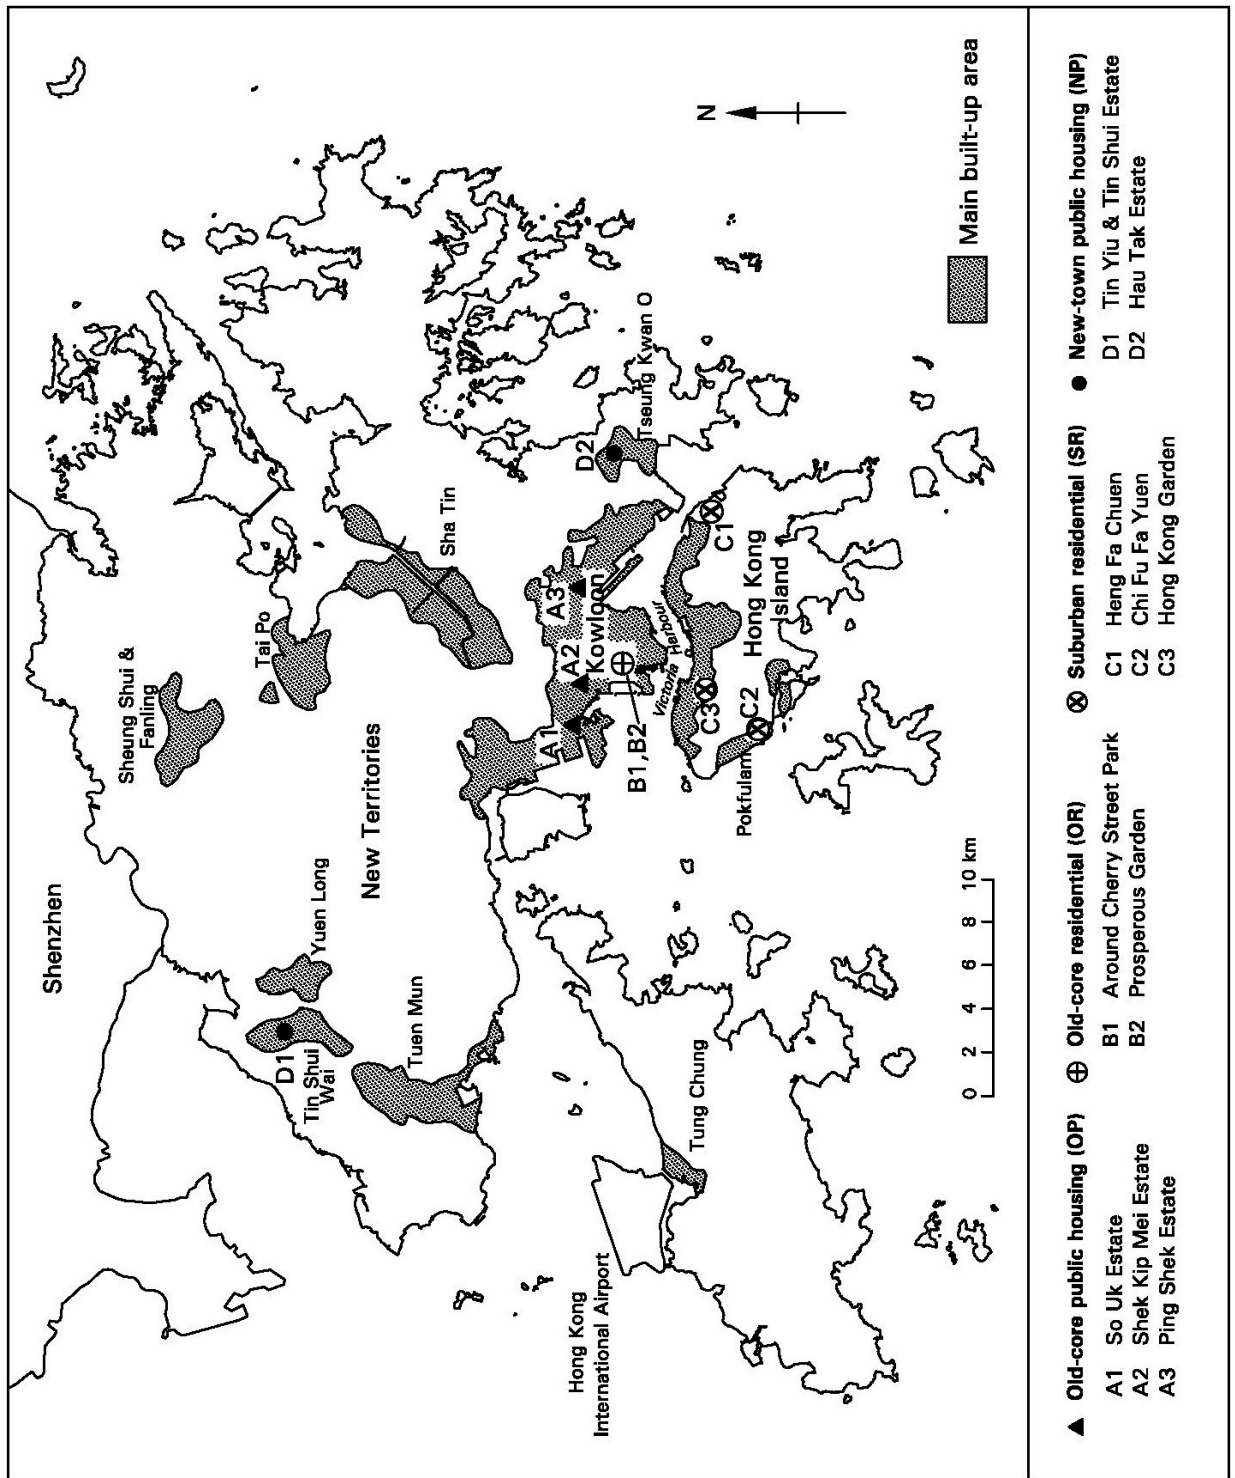 Shenzhen
Sheung Shui &
Fanling
Tai Po
Yuen Long
New Territories
D1
Tin Shui
Wai
Tuen Mun
Sha Tin
A1
A2
A3
Kowloon
D2
Tseung Kwan O
B1,B2
Victoria Harbour
C3
C1
Hong Kong
Island
C2
Pokfulam
Tung Chung
Hong Kong
International Airport
N
0 2 4 6 8 10 km
Main built-up area
Old-core public housing (OP)
A1 So Uk Estate
A2 Shek Kip Mei Estate
A3 Ping Shek Estate
Old-core residential (OR)
B1 Around Cherry Street Park
B2 Prosperous Garden
Suburban residential (SR)
C1 Heng Fa Chuen
C2 Chi Fu Fa Yuen
C3 Hong Kong Garden
New-town public housing (NP)
D1 Tin Yiu & Tin Shui Estate
D2 Hau Tak Estate